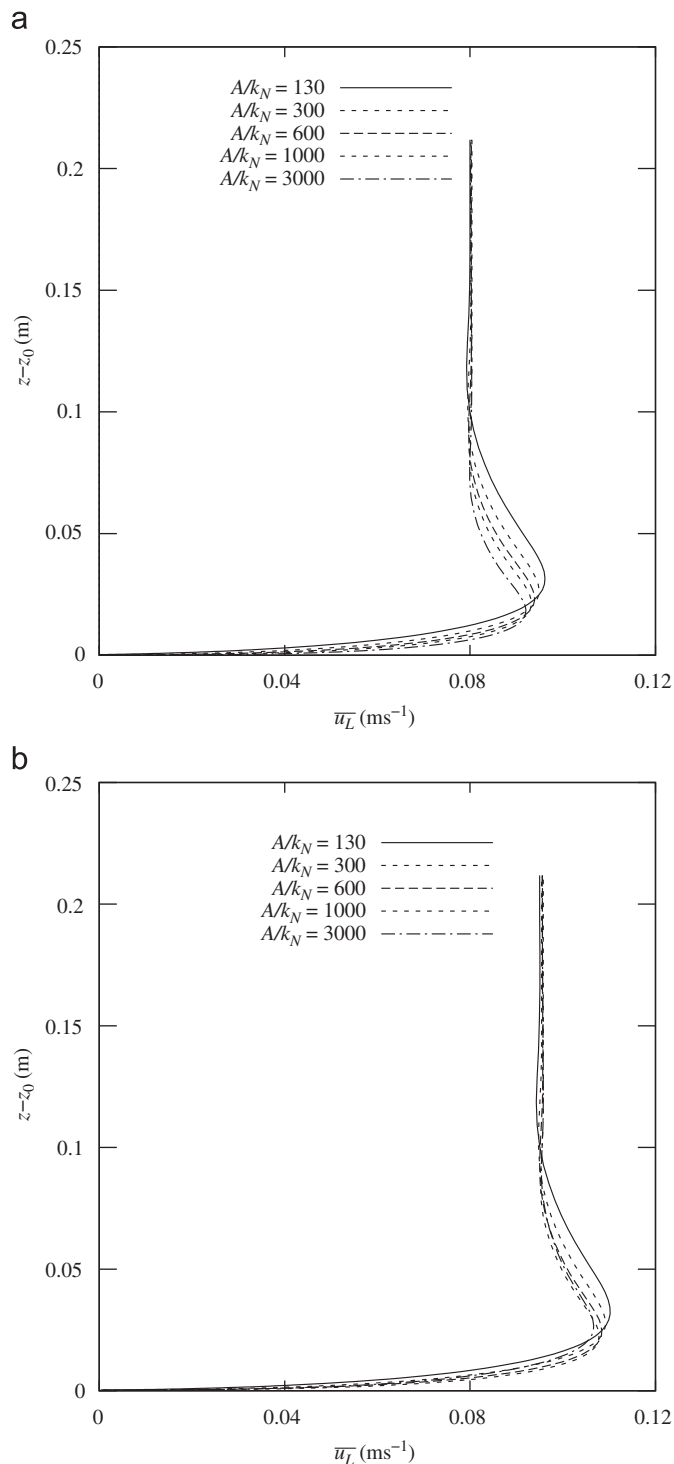 a
0.25
A/k_N = 130
A/k_N = 300
A/k_N = 600
A/k_N = 1000
A/k_N = 3000
0.2
0.15
z−z_0 (m)
0.1
0.05
0
0 0.04 0.08 0.12
u_L̅ (ms⁻¹)
b
0.25
A/k_N = 130
A/k_N = 300
A/k_N = 600
A/k_N = 1000
A/k_N = 3000
0.2
0.15
z−z_0 (m)
0.1
0.05
0
0 0.04 0.08 0.12
u_L̅ (ms⁻¹)